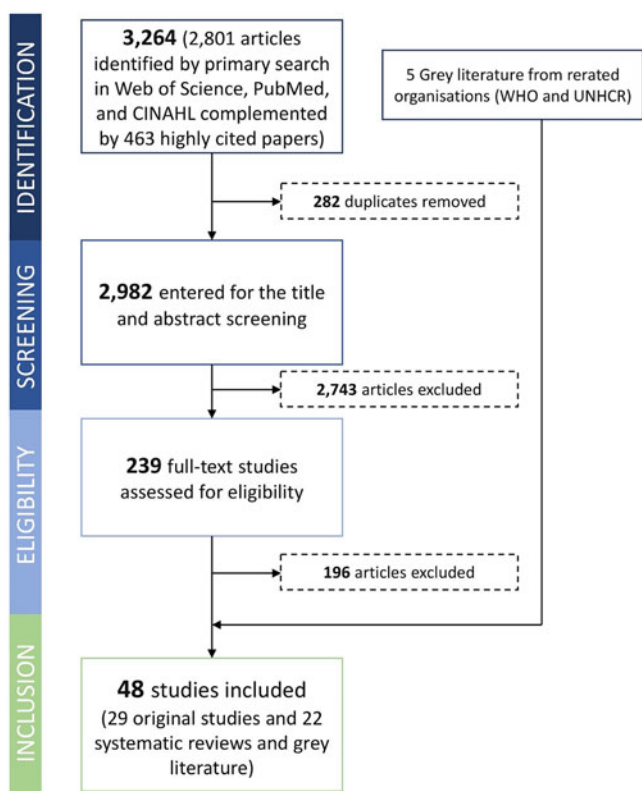 IDENTIFICATION
3,264 (2,801 articles
identified by primary search
in Web of Science, PubMed,
and CINAHL complemented
by 463 highly cited papers)
5 Grey literature from rerated
organisations (WHO and UNHCR)
282 duplicates removed
SCREENING
2,982 entered for the title
and abstract screening
2,743 articles excluded
ELIGIBILITY
239 full-text studies
assessed for eligibility
196 articles excluded
INCLUSION
48 studies included
(29 original studies and 22
systematic reviews and grey
literature)